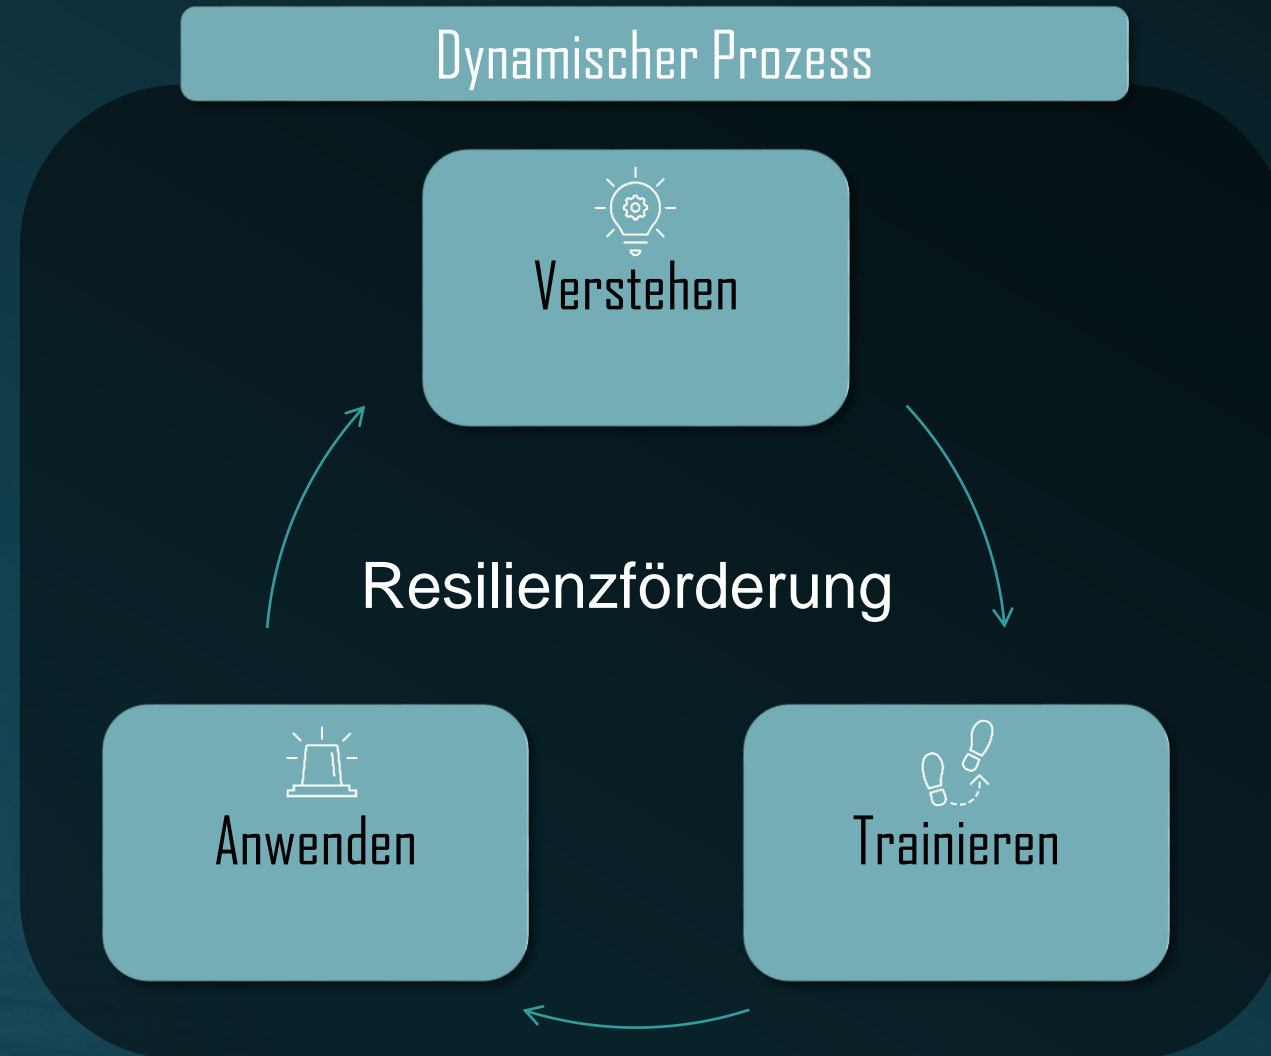 Dynamischer Prozess
Verstehen
Resilienzförderung
Anwenden
Trainieren